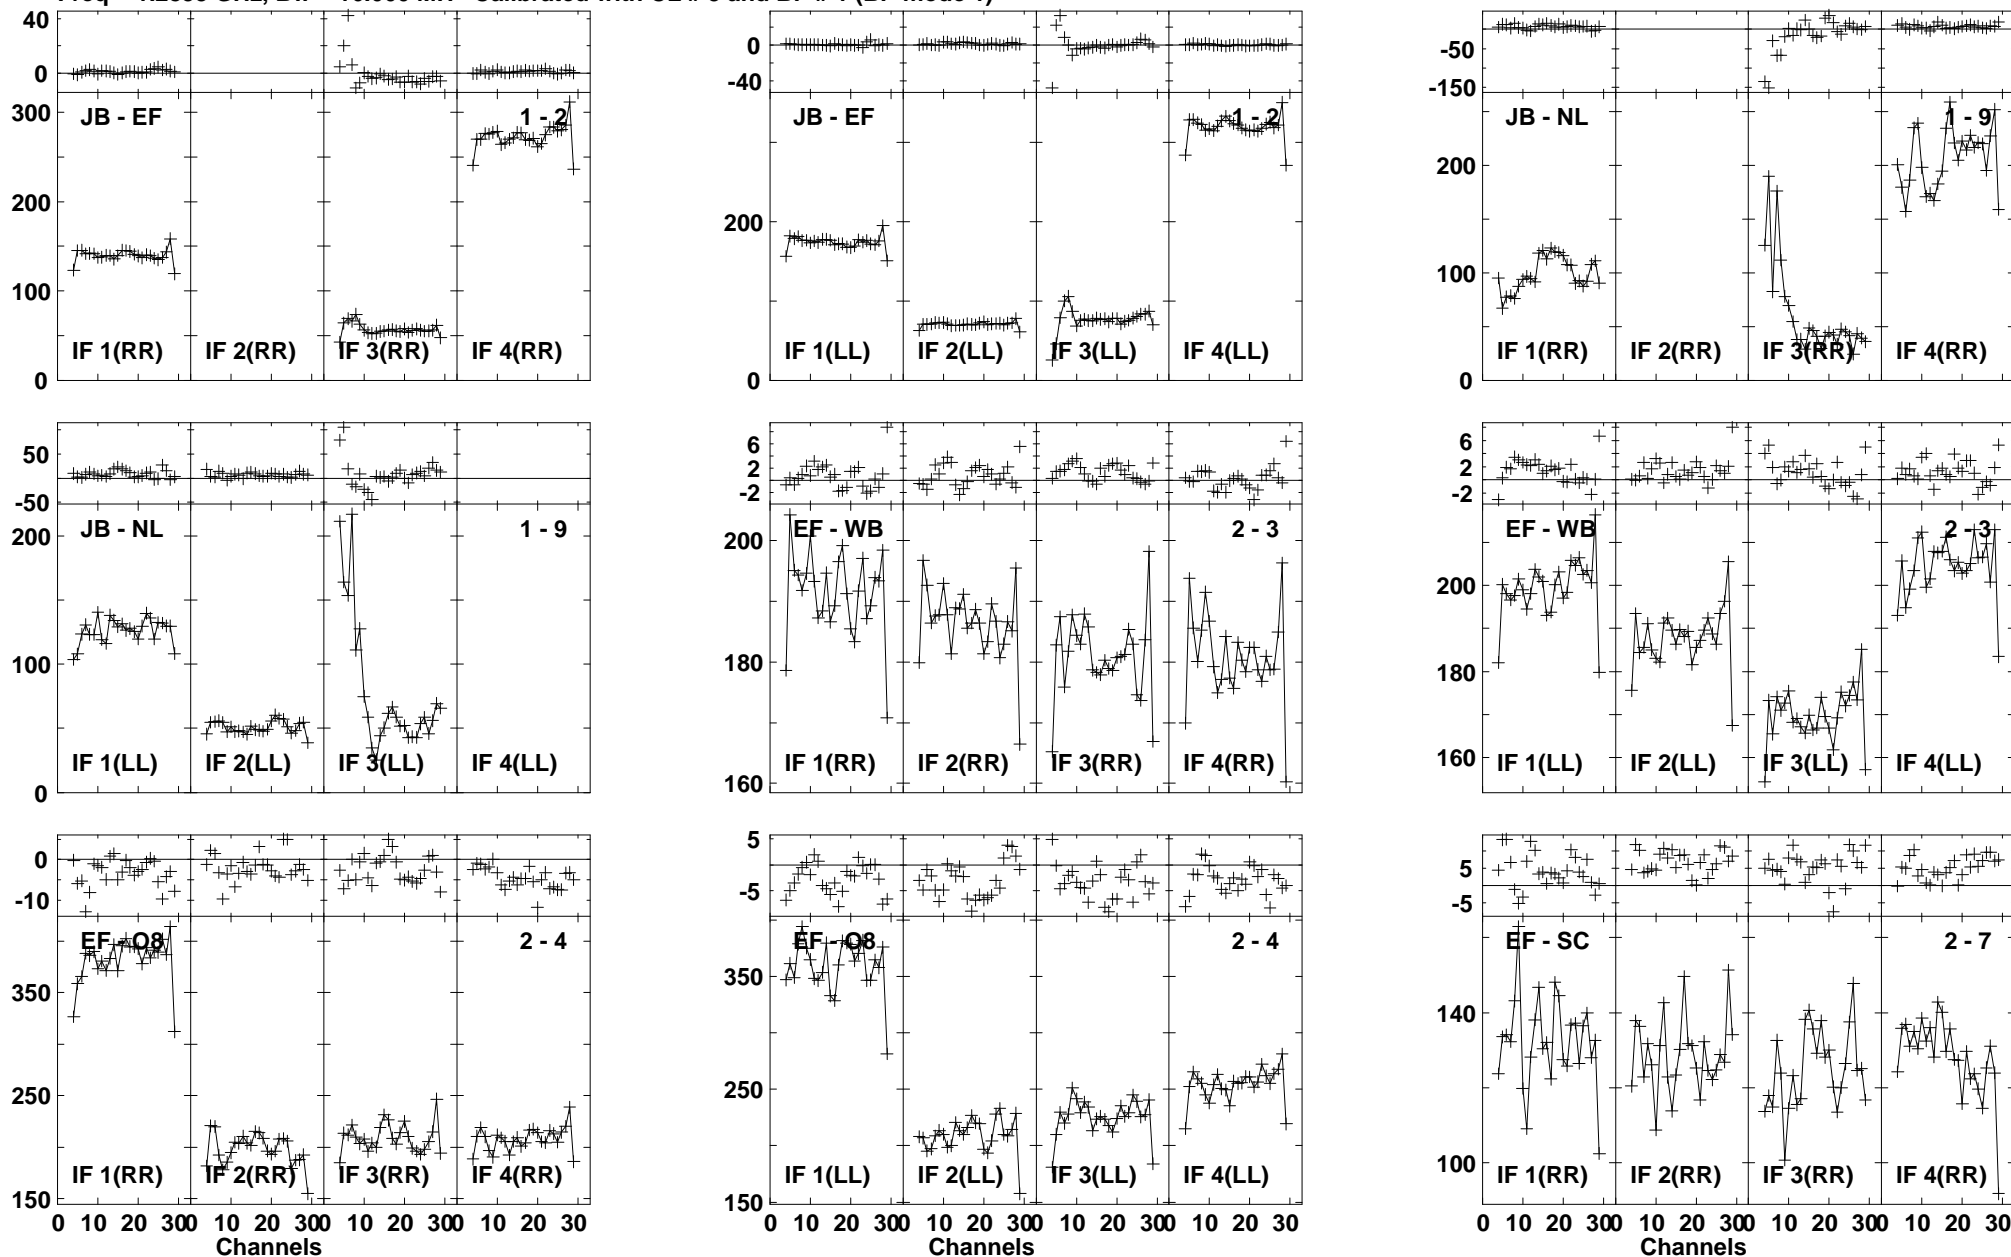 40
0
300
200
100
0
JB - EF
1 - 2
IF 1(RR)
IF 2(RR)
IF 3(RR)
IF 4(RR)
0
-40
200
0
JB - EF
1 - 2
IF 1(LL)
IF 2(LL)
IF 3(LL)
IF 4(LL)
-50
-150
200
100
0
JB - NL
1 - 9
IF 1(RR)
IF 2(RR)
IF 3(RR)
IF 4(RR)
50
-50
200
100
0
JB - NL
1 - 9
IF 1(LL)
IF 2(LL)
IF 3(LL)
IF 4(LL)
6
2
-2
200
180
160
EF - WB
2 - 3
IF 1(RR)
IF 2(RR)
IF 3(RR)
IF 4(RR)
6
2
-2
200
180
160
EF - WB
2 - 3
IF 1(LL)
IF 2(LL)
IF 3(LL)
IF 4(LL)
0
-10
350
250
150
EF - O8
2 - 4
IF 1(RR)
IF 2(RR)
IF 3(RR)
IF 4(RR)
0 10 20 30 0 10 20 30 0 10 20 30 0 10 20 30
Channels
5
-5
350
250
150
EF - O8
2 - 4
IF 1(LL)
IF 2(LL)
IF 3(LL)
IF 4(LL)
0 10 20 30 0 10 20 30 0 10 20 30 0 10 20 30
Channels
5
-5
140
100
EF - SC
2 - 7
IF 1(RR)
IF 2(RR)
IF 3(RR)
IF 4(RR)
0 10 20 30 0 10 20 30 0 10 20 30 0 10 20 30
Channels